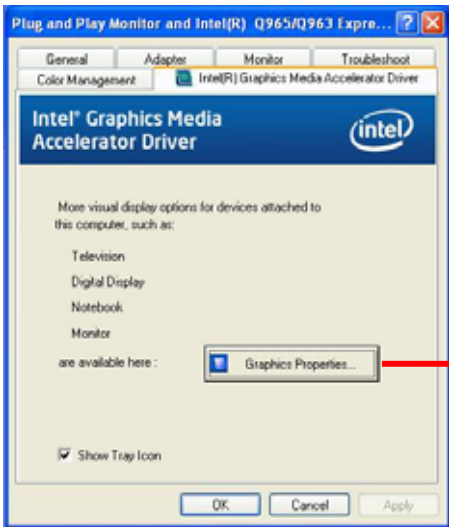 Plug and Play Monitor and Intel(R) Q965/Q963 Expre...
General Adapter Monitor Troubleshoot
Color Management Intel(R) Graphics Media Accelerator Driver
Intel® Graphics Media
Accelerator Driver
intel
More visual display options for devices attached to
this computer, such as:
Television
Digital Display
Notebook
Monitor
are available here :
Graphics Properties...
Show Tray Icon
OK Cancel Apply